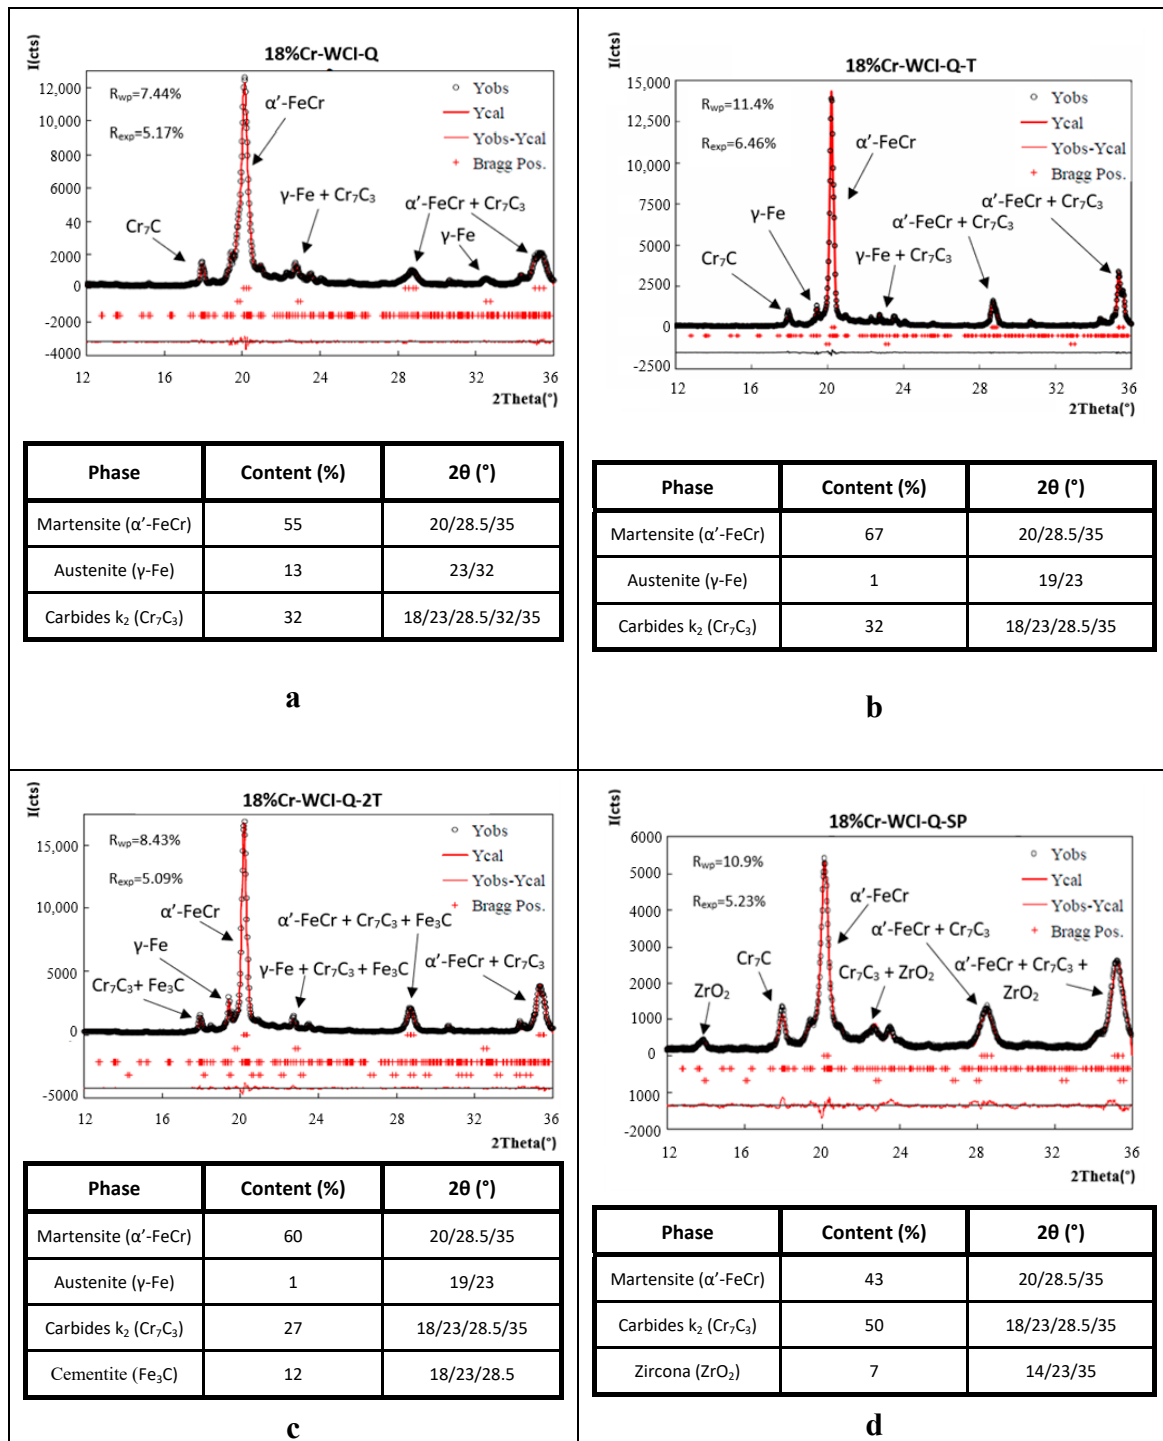 18%Cr-WCI-Q
I(cts)
R_wp=7.44%
R_exp=5.17%
Yobs
Ycal
Yobs-Ycal
Bragg Pos.
α’-FeCr
γ-Fe + Cr₇C₃
α’-FeCr + Cr₇C₃
γ-Fe
Cr₇C
12,000
10,000
8000
6000
4000
2000
0
-2000
-4000
12 16 20 24 28 32 36
2Theta(°)
Phase Content (%) 2θ (°)
Martensite (α’-FeCr) 55 20/28.5/35
Austenite (γ-Fe) 13 23/32
Carbides k₂ (Cr₇C₃) 32 18/23/28.5/32/35
a
18%Cr-WCI-Q-T
I(cts)
R_wp=11.4%
R_exp=6.46%
Yobs
Ycal
Yobs-Ycal
Bragg Pos.
α’-FeCr
α’-FeCr + Cr₇C₃
α’-FeCr + Cr₇C₃
γ-Fe
γ-Fe + Cr₇C₃
Cr₇C
15,000
12,500
10,000
7500
5000
2500
0
-2500
12 16 20 24 28 32 36
2Theta(°)
Phase Content (%) 2θ (°)
Martensite (α’-FeCr) 67 20/28.5/35
Austenite (γ-Fe) 1 19/23
Carbides k₂ (Cr₇C₃) 32 18/23/28.5/35
b
18%Cr-WCI-Q-2T
I(cts)
R_wp=8.43%
R_exp=5.09%
Yobs
Ycal
Yobs-Ycal
Bragg Pos.
α’-FeCr
α’-FeCr + Cr₇C₃ + Fe₃C
γ-Fe
γ-Fe + Cr₇C₃ + Fe₃C
α’-FeCr + Cr₇C₃
Cr₇C₃+ Fe₃C
15,000
10,000
5000
0
-5000
12 16 20 24 28 32 36
2Theta(°)
Phase Content (%) 2θ (°)
Martensite (α’-FeCr) 60 20/28.5/35
Austenite (γ-Fe) 1 19/23
Carbides k₂ (Cr₇C₃) 27 18/23/28.5/35
Cementite (Fe₃C) 12 18/23/28.5
c
18%Cr-WCI-Q-SP
I(cts)
R_wp=10.9%
R_exp=5.23%
Yobs
Ycal
Yobs-Ycal
Bragg Pos.
α’-FeCr
α’-FeCr + Cr₇C₃
Cr₇C
Cr₇C₃ + ZrO₂
α’-FeCr + Cr₇C₃ +
ZrO₂
ZrO₂
6000
5000
4000
3000
2000
1000
0
1000
-2000
12 16 20 24 28 32 36
2Theta(°)
Phase Content (%) 2θ (°)
Martensite (α’-FeCr) 43 20/28.5/35
Carbides k₂ (Cr₇C₃) 50 18/23/28.5/35
Zircona (ZrO₂) 7 14/23/35
d